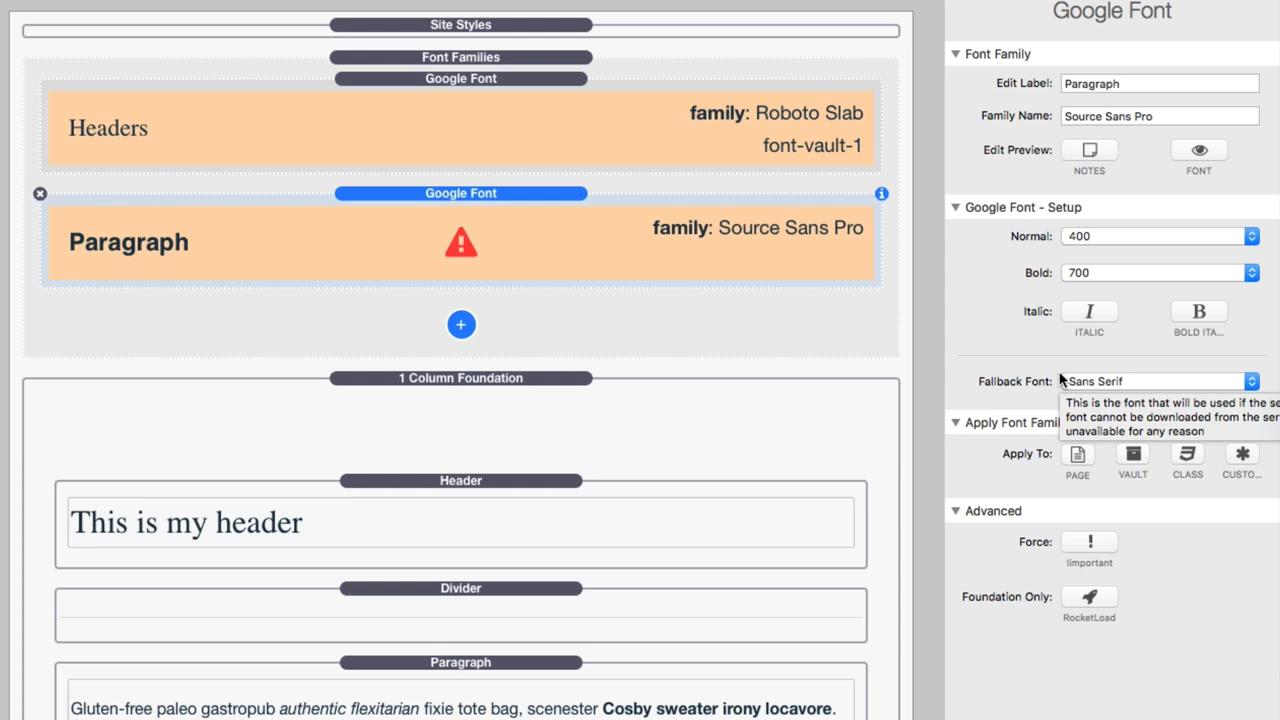 Site Styles
Font Families
Google Font
Headers
family: Roboto Slab
font-vault-1
Google Font
Paragraph
family: Source Sans Pro
1 Column Foundation
Header
This is my header
Divider
Paragraph
Gluten-free paleo gastropub authentic flexitarian fixie tote bag, scenester Cosby sweater irony locavore.
Google Font
Font Family
Edit Label: Paragraph
Family Name: Source Sans Pro
Edit Preview:
NOTES FONT
Google Font - Setup
Normal: 400
Bold: 700
Italic: I B
ITALIC BOLD ITA...
Fallback Font: Sans Serif
This is the font that will be used if the
font cannot be downloaded from the
unavailable for any reason
Apply Font
Apply To:
PAGE VAULT CLASS CUSTO...
Advanced
Force: !
!important
Foundation Only:
RocketLoad